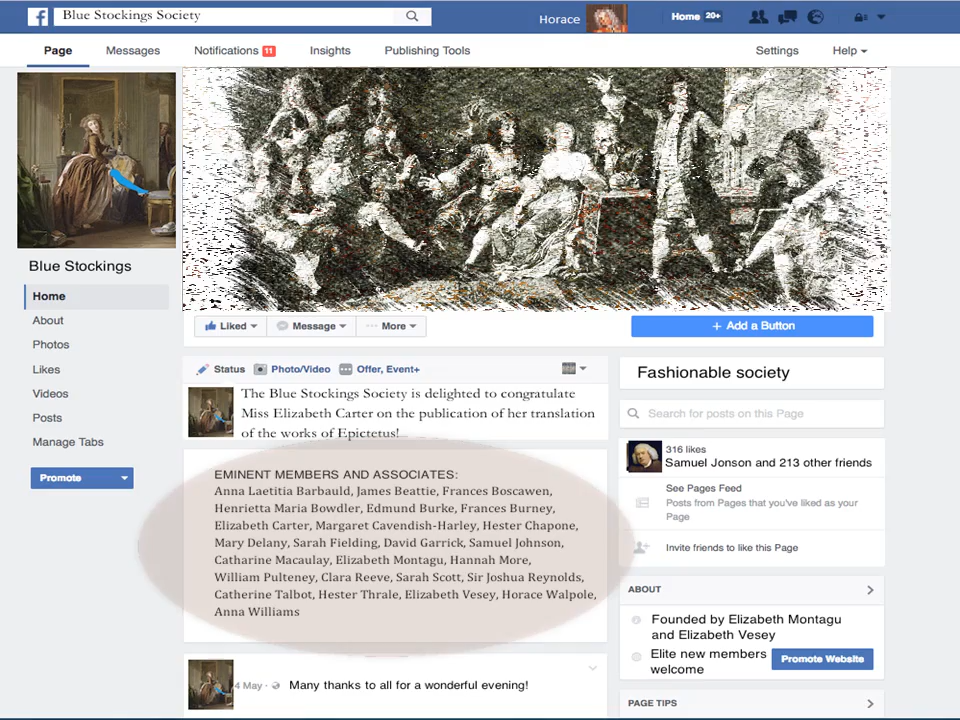 f Blue Stockings Society
Horace
Home 20+
Page Messages Notifications 11 Insights Publishing Tools Settings Help
Blue Stockings
Home
About
Photos
Likes
Videos
Posts
Manage Tabs
Promote
Liked Message More
+ Add a Button
Status Photo/Video Offer, Event+
The Blue Stockings Society is delighted to congratulate
Miss Elizabeth Carter on the publication of her translation
of the works of Epictetus!
EMINENT MEMBERS AND ASSOCIATES:
Anna Laetitia Barbauld, James Beattie, Frances Boscawen,
Henrietta Maria Bowdler, Edmund Burke, Frances Burney,
Elizabeth Carter, Margaret Cavendish-Harley, Hester Chapone,
Mary Delany, Sarah Fielding, David Garrick, Samuel Johnson,
Catharine Macaulay, Elizabeth Montagu, Hannah More,
William Pulteney, Clara Reeve, Sarah Scott, Sir Joshua Reynolds,
Catherine Talbot, Hester Thrale, Elizabeth Vesey, Horace Walpole,
Anna Williams
4 May ·
Many thanks to all for a wonderful evening!
Fashionable society
Search for posts on this Page
316 likes
Samuel Jonson and 213 other friends
See Pages Feed
Posts from Pages that you've liked as your
Page
Invite friends to like this Page
ABOUT
Founded by Elizabeth Montagu
and Elizabeth Vesey
Elite new members
welcome
Promote Website
PAGE TIPS